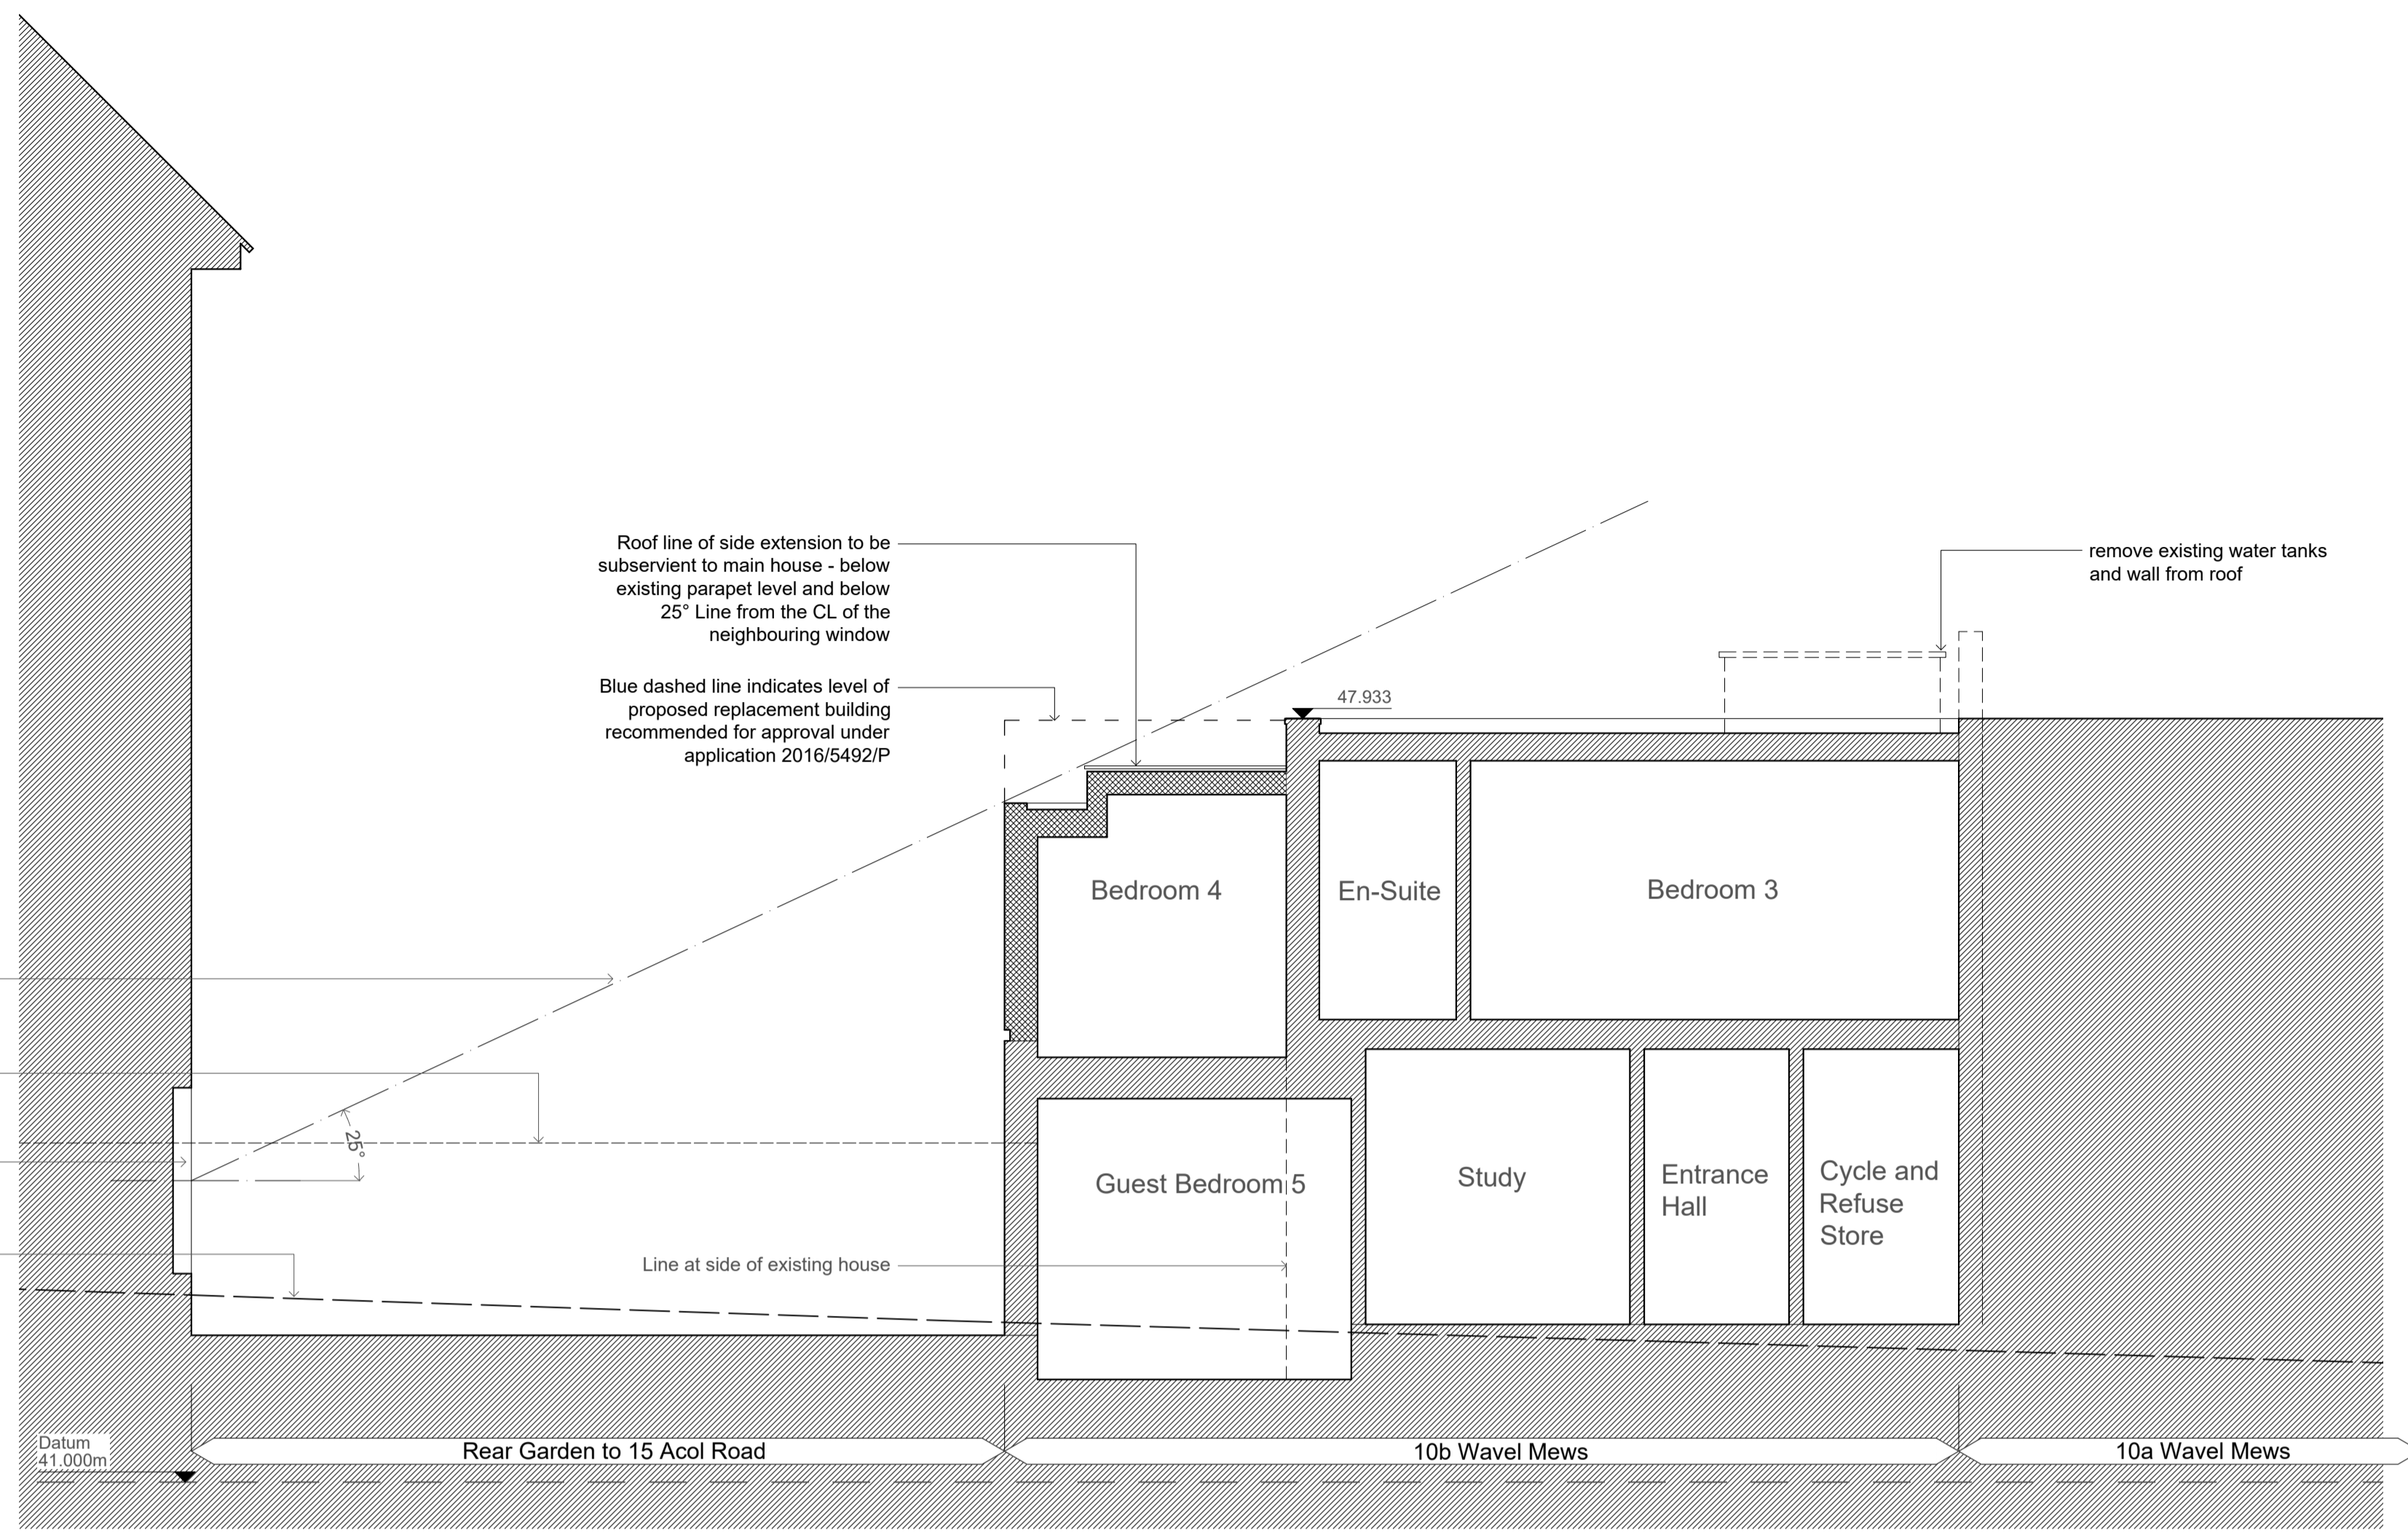 Roof line of side extension to be
subservient to main house - below
existing parapet level and below
25° Line from the CL of the
neighbouring window
remove existing water tanks
and wall from roof
Blue dashed line indicates level of
proposed replacement building
recommended for approval under
application 2016/5492/P
47.933
Bedroom 4
En-Suite
Bedroom 3
25°
Guest Bedroom 5
Study
Entrance
Hall
Cycle and
Refuse
Store
Line at side of existing house
Datum
41.000m
Rear Garden to 15 Acol Road
10b Wavel Mews
10a Wavel Mews